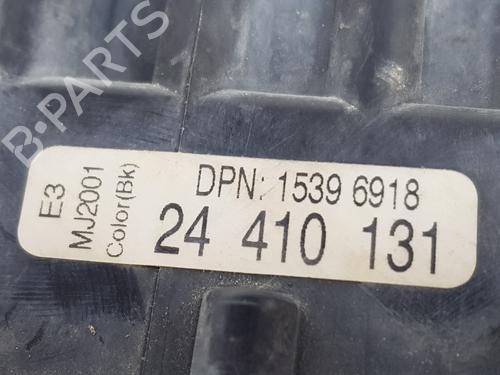 B-PARTS
E3
MJ2001
Color(Bk)
DPN: 1539 6918
24 410 131